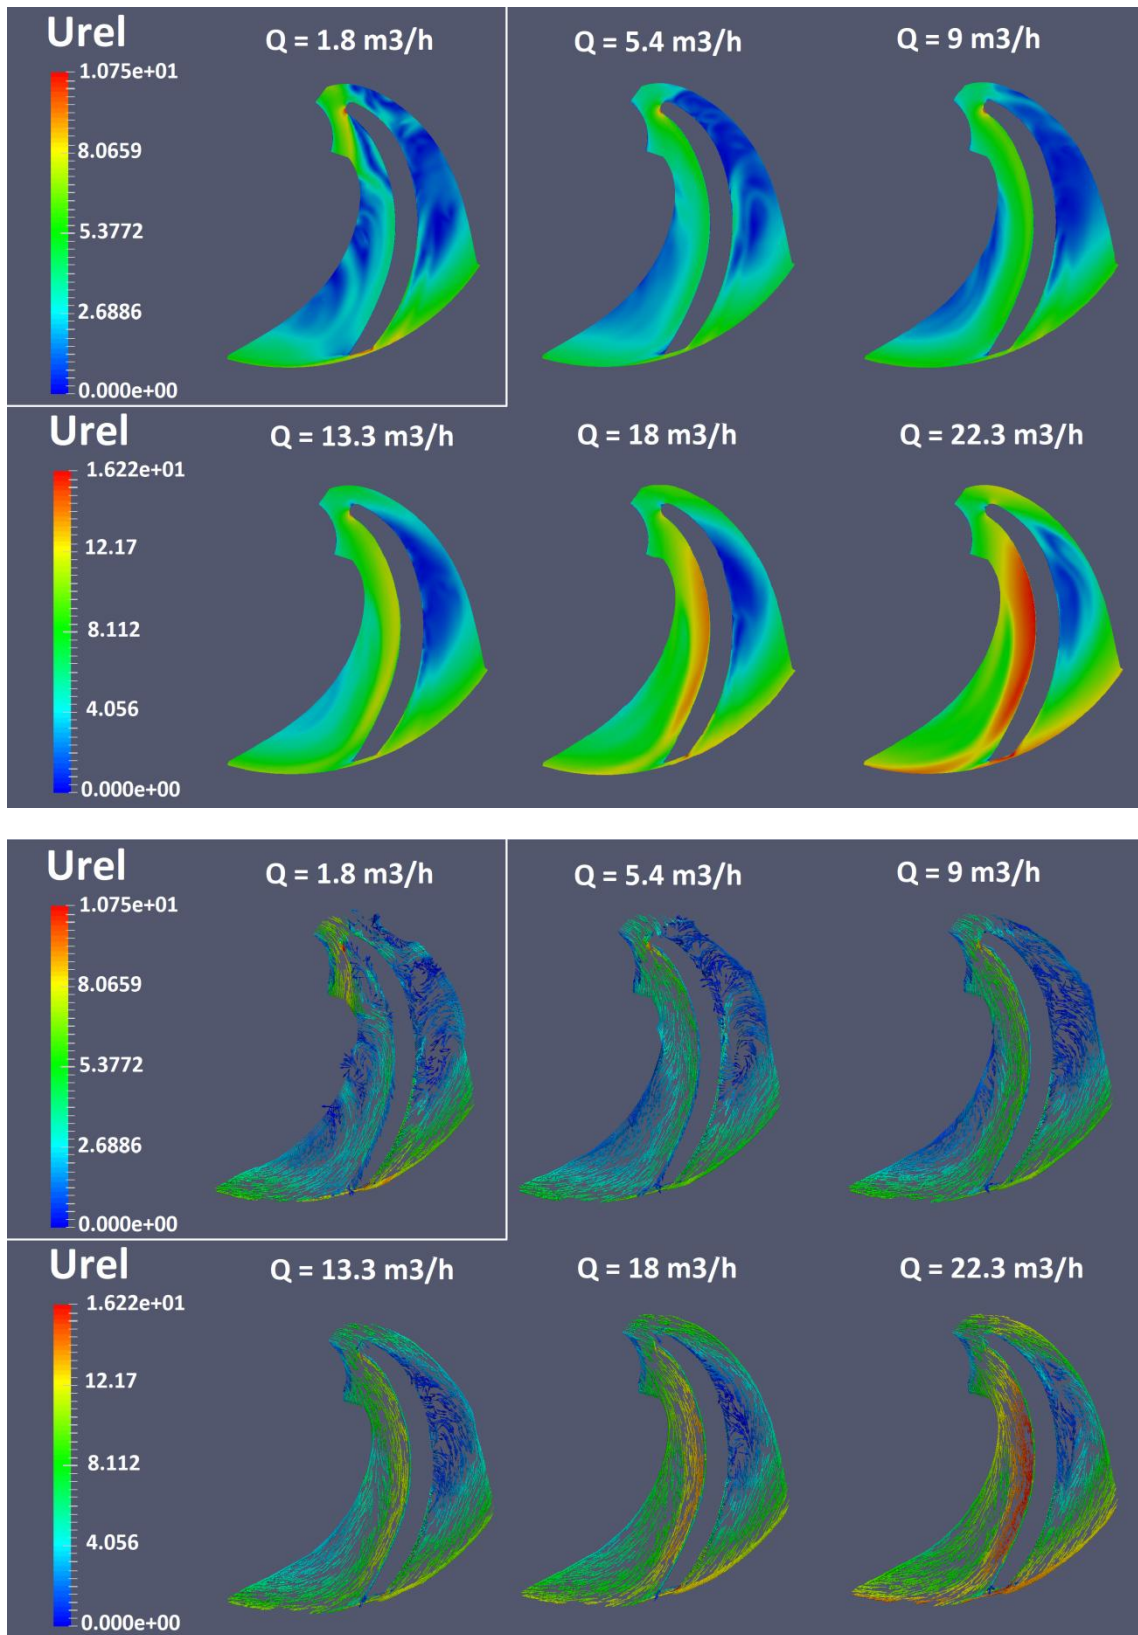 Urel
Q = 1.8 m3/h
Q = 5.4 m3/h
Q = 9 m3/h
1.075e+01
8.0659
5.3772
2.6886
0.000e+00
Urel
Q = 13.3 m3/h
Q = 18 m3/h
Q = 22.3 m3/h
1.622e+01
12.17
8.112
4.056
0.000e+00
Urel
Q = 1.8 m3/h
Q = 5.4 m3/h
Q = 9 m3/h
1.075e+01
8.0659
5.3772
2.6886
0.000e+00
Urel
Q = 13.3 m3/h
Q = 18 m3/h
Q = 22.3 m3/h
1.622e+01
12.17
8.112
4.056
0.000e+00